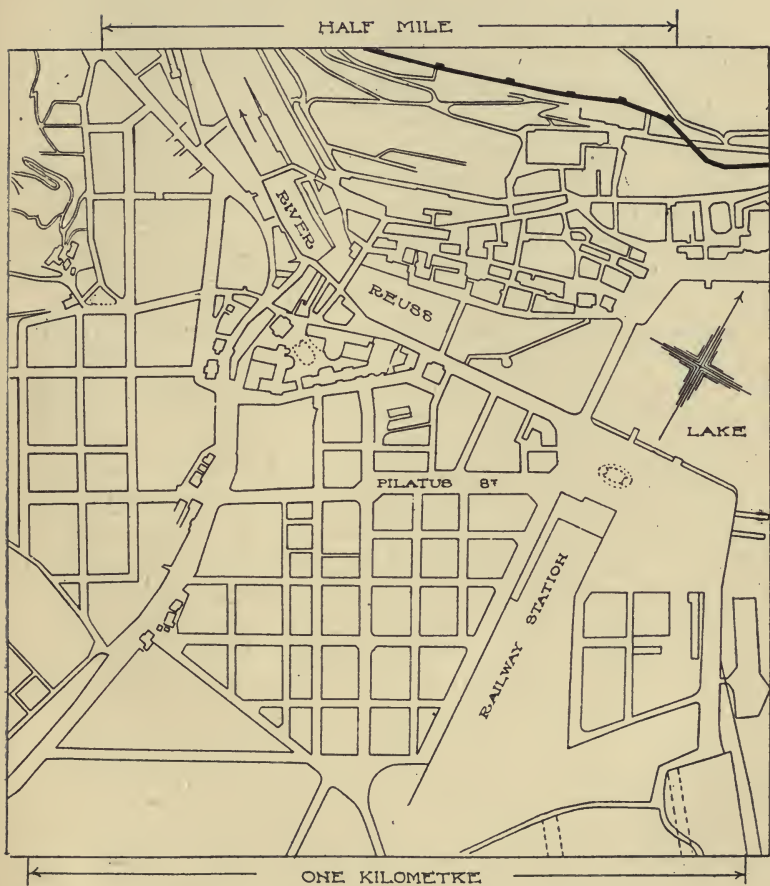 HALF MILE
RIVER
REUSS
LAKE
PILATUS ST
RAILWAY STATION
ONE KILOMETRE